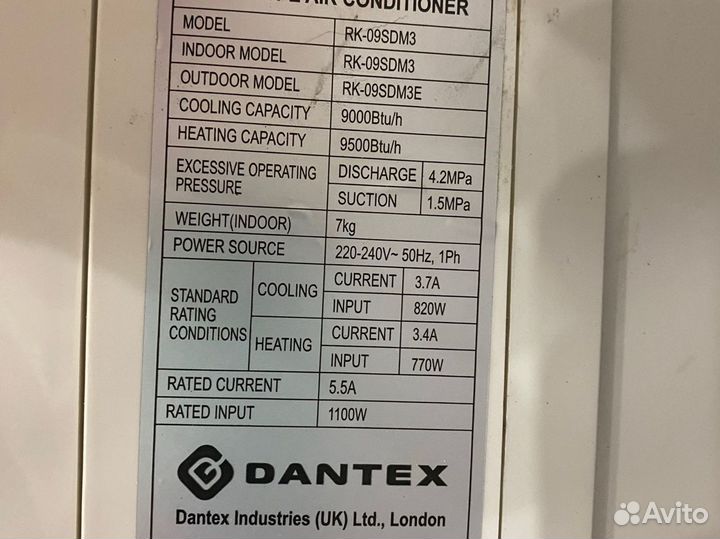 AIR CONDITIONER
MODEL RK-09SDM3
INDOOR MODEL RK-09SDM3
OUTDOOR MODEL RK-09SDM3E
COOLING CAPACITY 9000Btu/h
HEATING CAPACITY 9500Btu/h
EXCESSIVE OPERATING PRESSURE DISCHARGE 4.2MPa
SUCTION 1.5MPa
WEIGHT(INDOOR) 7kg
POWER SOURCE 220-240V~ 50Hz, 1Ph
STANDARD RATING CONDITIONS COOLING CURRENT 3.7A
INPUT 820W
HEATING CURRENT 3.4A
INPUT 770W
RATED CURRENT 5.5A
RATED INPUT 1100W
DANTEX
Dantex Industries (UK) Ltd., London
Avito